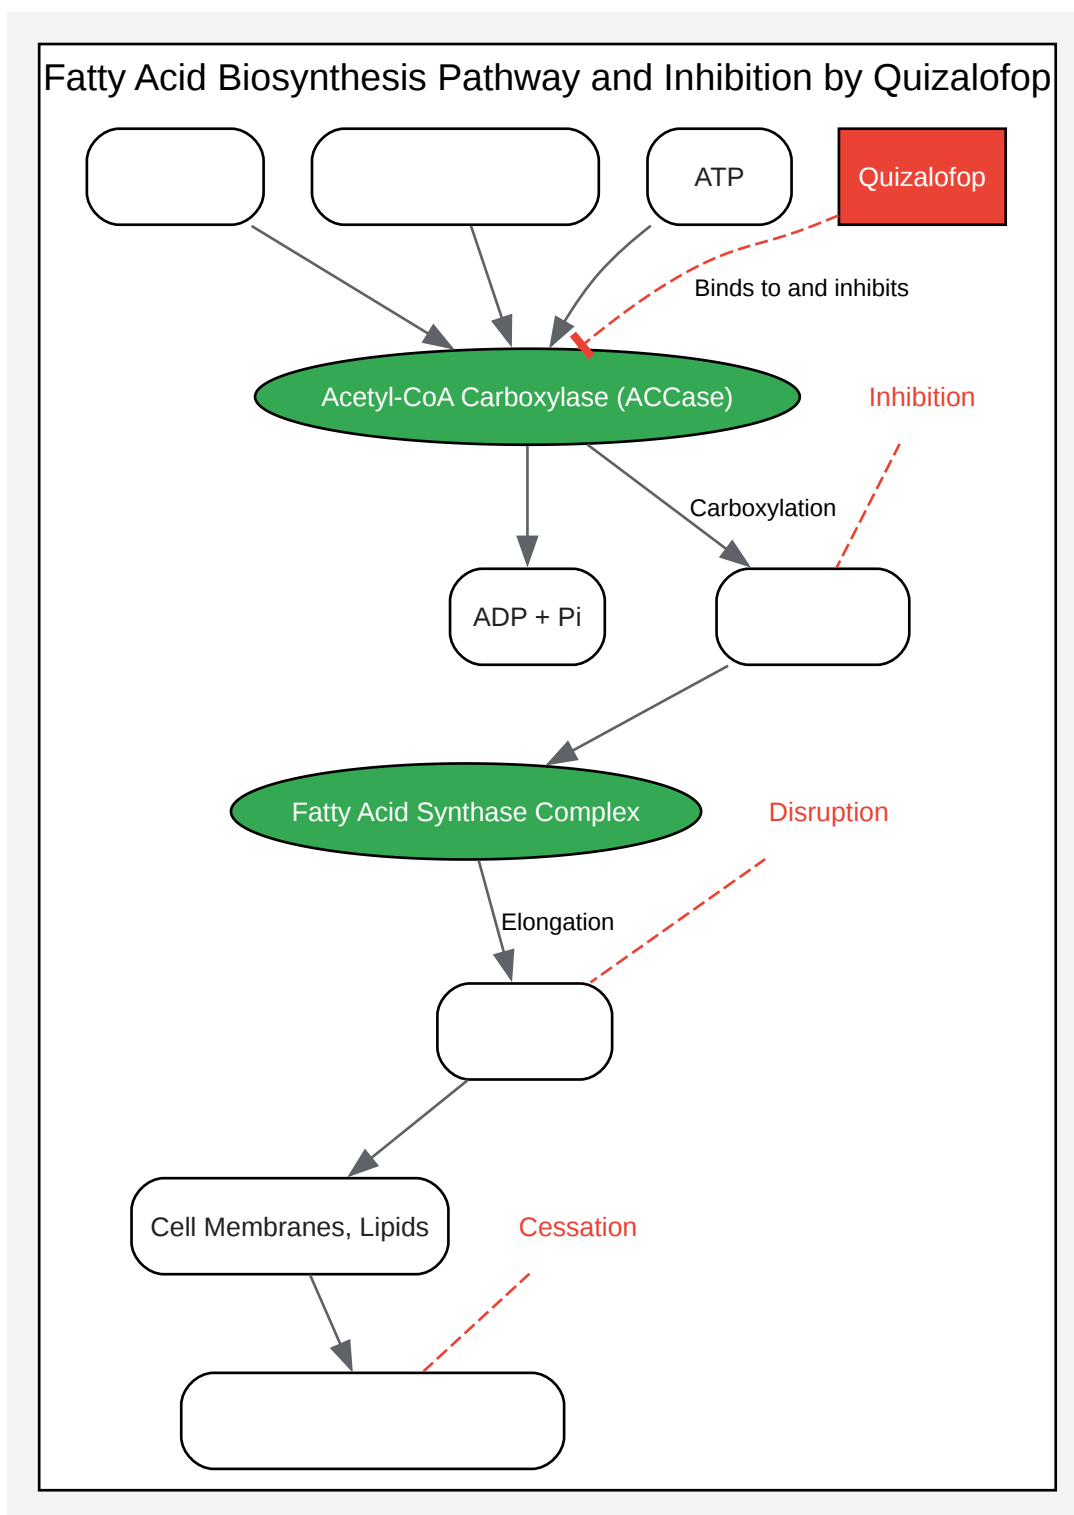 Fatty Acid Biosynthesis Pathway and Inhibition by Quizalofop
ATP
Quizalofop
Binds to and inhibits
Acetyl-CoA Carboxylase (ACCase)
Inhibition
Carboxylation
ADP + Pi
Fatty Acid Synthase Complex
Disruption
Elongation
Cell Membranes, Lipids
Cessation